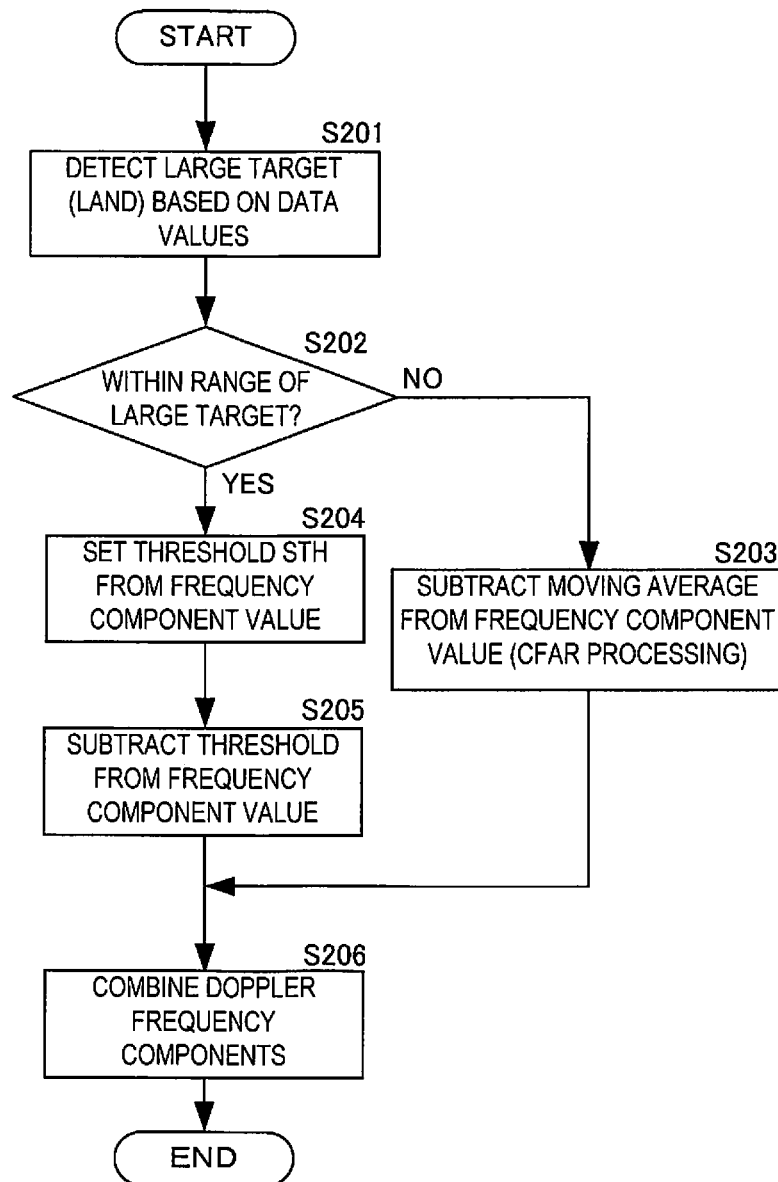 START
S201
DETECT LARGE TARGET
(LAND) BASED ON DATA
VALUES
S202
WITHIN RANGE OF
LARGE TARGET?
NO
YES
S204
SET THRESHOLD STH
FROM FREQUENCY
COMPONENT VALUE
S203
SUBTRACT MOVING AVERAGE
FROM FREQUENCY COMPONENT
VALUE (CFAR PROCESSING)
S205
SUBTRACT THRESHOLD
FROM FREQUENCY
COMPONENT VALUE
S206
COMBINE DOPPLER
FREQUENCY
COMPONENTS
END